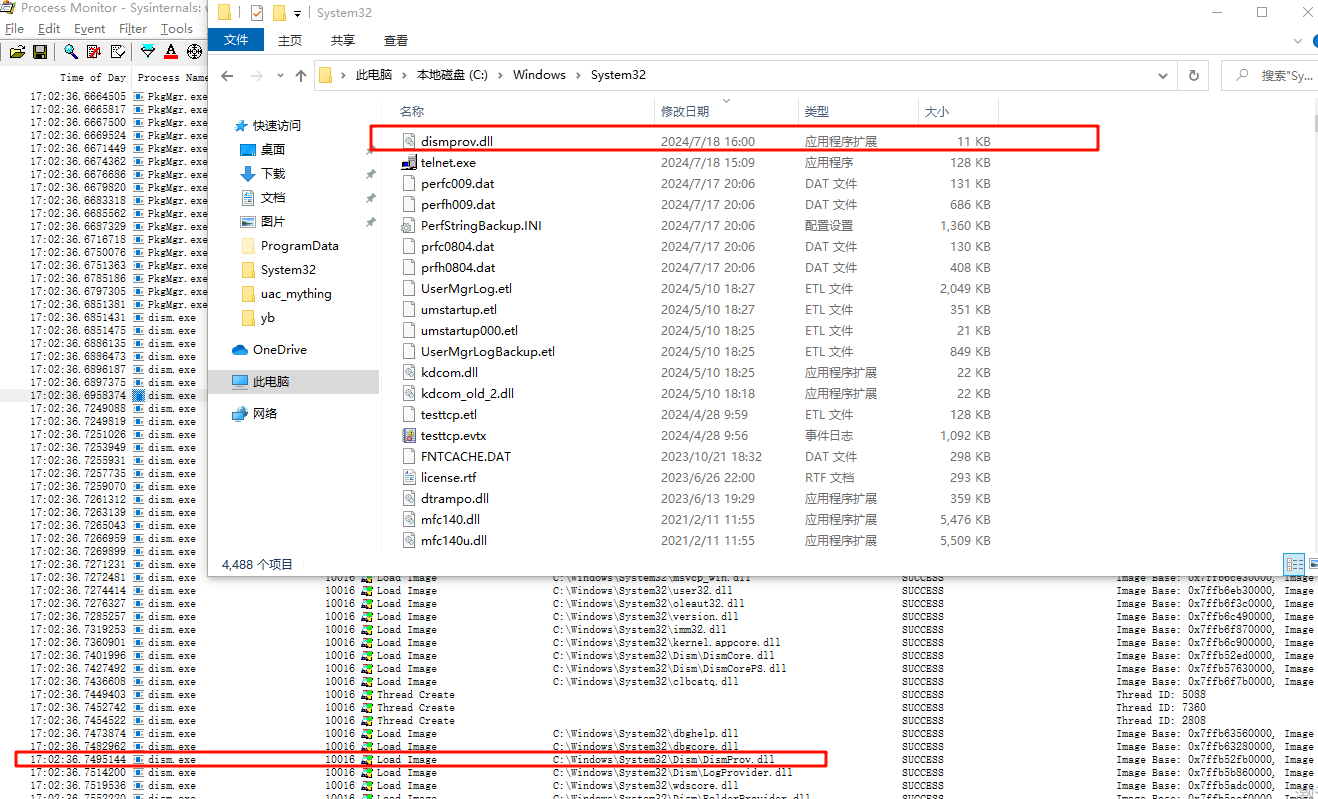 Process Monitor - Sysinternals:
File Edit Event Filter Tools
Time of Day Process Name
17:02:36.6664505 PkgMgr.exe
17:02:36.6665817 PkgMgr.exe
17:02:36.6667500 PkgMgr.exe
17:02:36.6669524 PkgMgr.exe
17:02:36.6671449 PkgMgr.exe
17:02:36.6674362 PkgMgr.exe
17:02:36.6676686 PkgMgr.exe
17:02:36.6679820 PkgMgr.exe
17:02:36.6683318 PkgMgr.exe
17:02:36.6685562 PkgMgr.exe
17:02:36.6687329 PkgMgr.exe
17:02:36.6716718 PkgMgr.exe
17:02:36.6750076 PkgMgr.exe
17:02:36.6751363 PkgMgr.exe
17:02:36.6785186 PkgMgr.exe
17:02:36.6797305 PkgMgr.exe
17:02:36.6851381 PkgMgr.exe
17:02:36.6851431 dism.exe
17:02:36.6851475 dism.exe
17:02:36.6886135 dism.exe
17:02:36.6886473 dism.exe
17:02:36.6896187 dism.exe
17:02:36.6897375 dism.exe
17:02:36.6958374 dism.exe
17:02:36.7249088 dism.exe
17:02:36.7249819 dism.exe
17:02:36.7251026 dism.exe
17:02:36.7253949 dism.exe
17:02:36.7255931 dism.exe
17:02:36.7257735 dism.exe
17:02:36.7259070 dism.exe
17:02:36.7261312 dism.exe
17:02:36.7263139 dism.exe
17:02:36.7265043 dism.exe
17:02:36.7266959 dism.exe
17:02:36.7269899 dism.exe
17:02:36.7271231 dism.exe
System32
文件 主页 共享 查看
此电脑 › 本地磁盘 (C:) › Windows › System32
搜索"Sy...
快速访问
桌面
下载
文档
图片
ProgramData
System32
uac_mything
yb
OneDrive
此电脑
网络
名称 修改日期 类型 大小
dismprov.dll 2024/7/18 16:00 应用程序扩展 11 KB
telnet.exe 2024/7/18 15:09 应用程序 128 KB
perfc009.dat 2024/7/17 20:06 DAT 文件 131 KB
perfh009.dat 2024/7/17 20:06 DAT 文件 686 KB
PerfStringBackup.INI 2024/7/17 20:06 配置设置 1,360 KB
prfc0804.dat 2024/7/17 20:06 DAT 文件 130 KB
prfh0804.dat 2024/7/17 20:06 DAT 文件 408 KB
UserMgrLog.etl 2024/5/10 18:27 ETL 文件 2,049 KB
umstartup.etl 2024/5/10 18:27 ETL 文件 351 KB
umstartup000.etl 2024/5/10 18:25 ETL 文件 21 KB
UserMgrLogBackup.etl 2024/5/10 18:25 ETL 文件 849 KB
kdcom.dll 2024/5/10 18:25 应用程序扩展 22 KB
kdcom_old_2.dll 2024/5/10 18:18 应用程序扩展 22 KB
testtcp.etl 2024/4/28 9:59 ETL 文件 128 KB
testtcp.evtx 2024/4/28 9:56 事件日志 1,092 KB
FNTCACHE.DAT 2023/10/21 18:32 DAT 文件 298 KB
license.rtf 2023/6/26 22:00 RTF 文档 293 KB
dtrampo.dll 2023/6/13 19:29 应用程序扩展 359 KB
mfc140.dll 2021/2/11 11:55 应用程序扩展 5,476 KB
mfc140u.dll 2021/2/11 11:55 应用程序扩展 5,509 KB
4,488 个项目
17:02:36.7272481 dism.exe 10016 Load Image C:\Windows\System32\msvcp_win.dll SUCCESS Image Base: 0x7ffb6ce30000, Image
17:02:36.7274414 dism.exe 10016 Load Image C:\Windows\System32\user32.dll SUCCESS Image Base: 0x7ffb6eb30000, Image
17:02:36.7276327 dism.exe 10016 Load Image C:\Windows\System32\oleaut32.dll SUCCESS Image Base: 0x7ffb6f3c0000, Image
17:02:36.7285257 dism.exe 10016 Load Image C:\Windows\System32\version.dll SUCCESS Image Base: 0x7ffb6c490000, Image
17:02:36.7319253 dism.exe 10016 Load Image C:\Windows\System32\imm32.dll SUCCESS Image Base: 0x7ffb6f870000, Image
17:02:36.7360901 dism.exe 10016 Load Image C:\Windows\System32\kernel.appcore.dll SUCCESS Image Base: 0x7ffb6c900000, Image
17:02:36.7401996 dism.exe 10016 Load Image C:\Windows\System32\Dism\DismCore.dll SUCCESS Image Base: 0x7ffb52ed0000, Image
17:02:36.7427492 dism.exe 10016 Load Image C:\Windows\System32\Dism\DismCorePS.dll SUCCESS Image Base: 0x7ffb57630000, Image
17:02:36.7436608 dism.exe 10016 Load Image C:\Windows\System32\clbcatq.dll SUCCESS Image Base: 0x7ffb6f7b0000, Image
17:02:36.7449403 dism.exe 10016 Thread Create SUCCESS Thread ID: 5088
17:02:36.7452742 dism.exe 10016 Thread Create SUCCESS Thread ID: 7360
17:02:36.7454522 dism.exe 10016 Thread Create SUCCESS Thread ID: 2808
17:02:36.7473874 dism.exe 10016 Load Image C:\Windows\System32\dbghelp.dll SUCCESS Image Base: 0x7ffb63560000, Image
17:02:36.7482962 dism.exe 10016 Load Image C:\Windows\System32\dbgcore.dll SUCCESS Image Base: 0x7ffb63280000, Image
17:02:36.7495144 dism.exe 10016 Load Image C:\Windows\System32\Dism\DismProv.dll SUCCESS Image Base: 0x7ffb52fb0000, Image
17:02:36.7514200 dism.exe 10016 Load Image C:\Windows\System32\Dism\LogProvider.dll SUCCESS Image Base: 0x7ffb5b860000, Image
17:02:36.7519536 dism.exe 10016 Load Image C:\Windows\System32\wdscore.dll SUCCESS Image Base: 0x7ffb5adc0000, Image